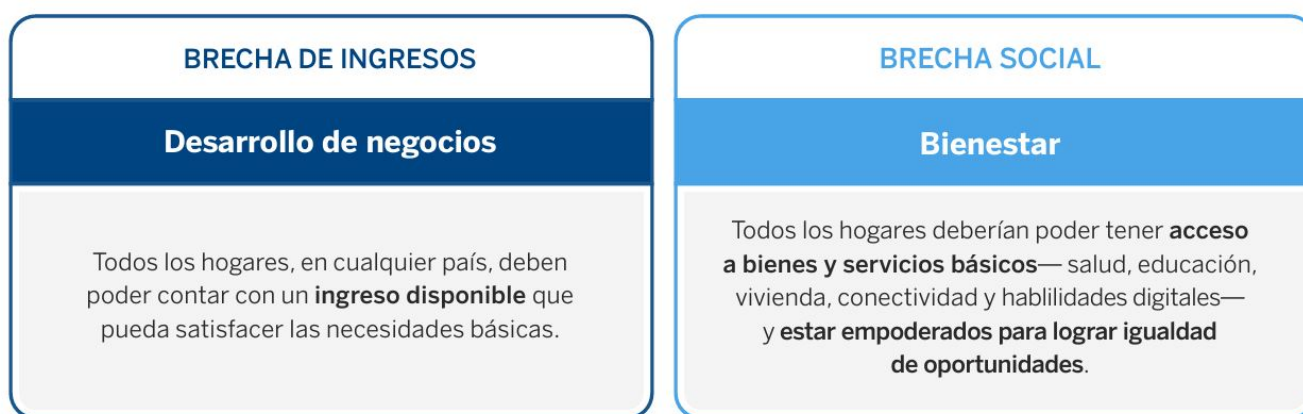 BRECHA DE INGRESOS
Desarrollo de negocios
Todos los hogares, en cualquier país, deben
poder contar con un ingreso disponible que
pueda satisfacer las necesidades básicas.
BRECHA SOCIAL
Bienestar
Todos los hogares deberían poder tener acceso
a bienes y servicios básicos— salud, educación,
vivienda, conectividad y hablilidades digitales—
y estar empoderados para lograr igualdad
de oportunidades.